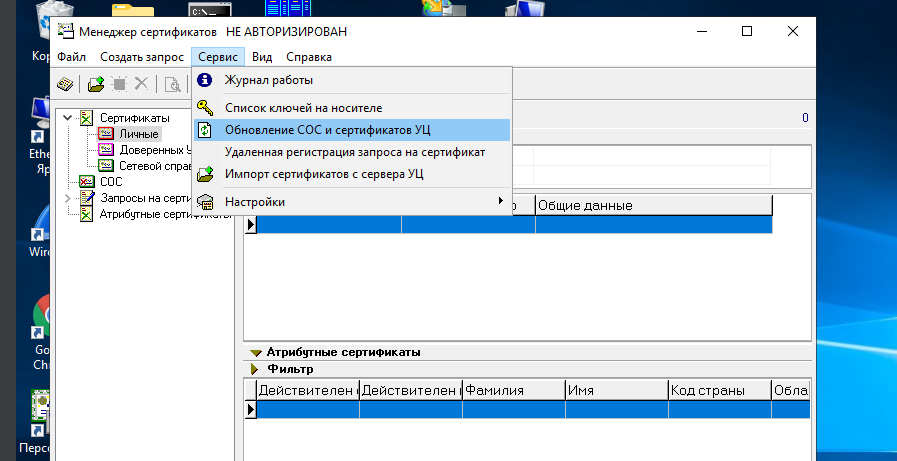 Менеджер сертификатов НЕ АВТОРИЗИРОВАН
Файл Создать запрос Сервис Вид Справка
Журнал работы
Список ключей на носителе
Обновление СОС и сертификатов УЦ
Удаленная регистрация запроса на сертификат
Импорт сертификатов с сервера УЦ
Настройки
0
Сертификаты
Личные
Доверенных У
Сетевой справ
СОС
Запросы на серти
Атрибутные сертификаты
Общие данные
Атрибутные сертификаты
Фильтр
Действителен Действителен Фамилия Имя Код страны Обла
Кор
Ethe
Яр
Wire
Go
Chr
Персо
C:\